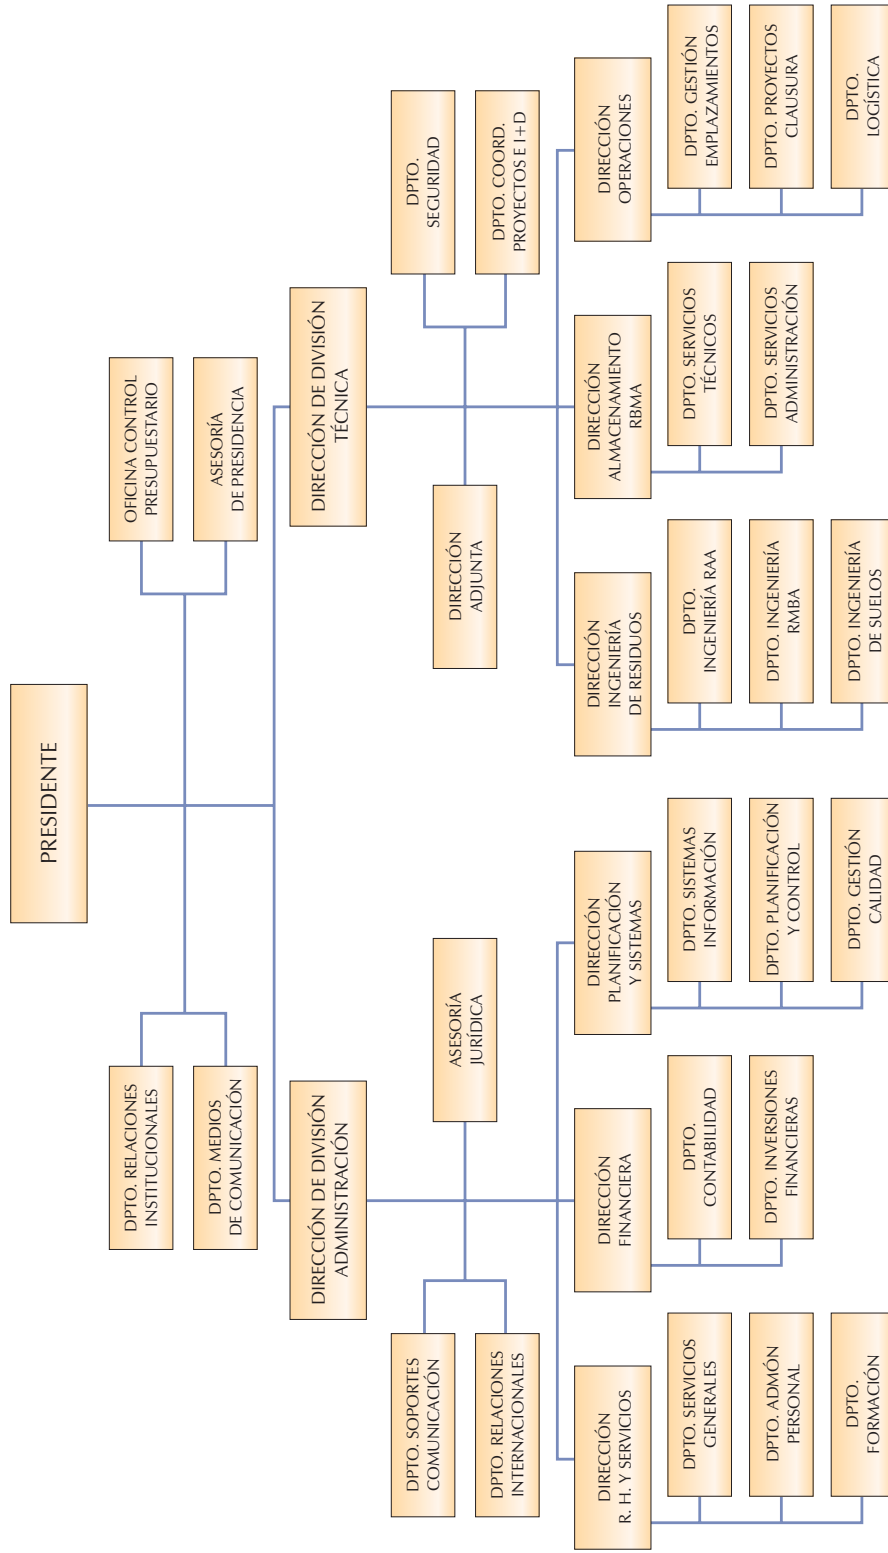 PRESIDENTE
DPTO. RELACIONES
INSTITUCIONALES
DPTO. MEDIOS
DE COMUNICACIÓN
OFICINA CONTROL
PRESUPUESTARIO
ASESORÍA
DE PRESIDENCIA
DIRECCIÓN DE DIVISIÓN
ADMINISTRACIÓN
DIRECCIÓN DE DIVISIÓN
TÉCNICA
DPTO. SOPORTES
COMUNICACIÓN
DPTO. RELACIONES
INTERNACIONALES
ASESORÍA
JURÍDICA
DIRECCIÓN
ADJUNTA
DPTO.
SEGURIDAD
DPTO. COORD.
PROYECTOS E I+D
DIRECCIÓN
R. H. Y SERVICIOS
DPTO. SERVICIOS
GENERALES
DPTO. ADMÓN
PERSONAL
DPTO.
FORMACIÓN
DIRECCIÓN
FINANCIERA
DPTO.
CONTABILIDAD
DPTO. INVERSIONES
FINANCIERAS
DIRECCIÓN
PLANIFICACIÓN
Y SISTEMAS
DPTO. SISTEMAS
INFORMACIÓN
DPTO. PLANIFICACIÓN
Y CONTROL
DPTO. GESTIÓN
CALIDAD
DIRECCIÓN
INGENIERÍA
DE RESIDUOS
DPTO.
INGENIERÍA RAA
DPTO. INGENIERÍA
RMBA
DPTO. INGENIERÍA
DE SUELOS
DIRECCIÓN
ALMACENAMIENTO
RBMA
DPTO. SERVICIOS
TÉCNICOS
DPTO. SERVICIOS
ADMINISTRACIÓN
DIRECCIÓN
OPERACIONES
DPTO. GESTIÓN
EMPLAZAMIENTOS
DPTO. PROYECTOS
CLAUSURA
DPTO.
LOGÍSTICA